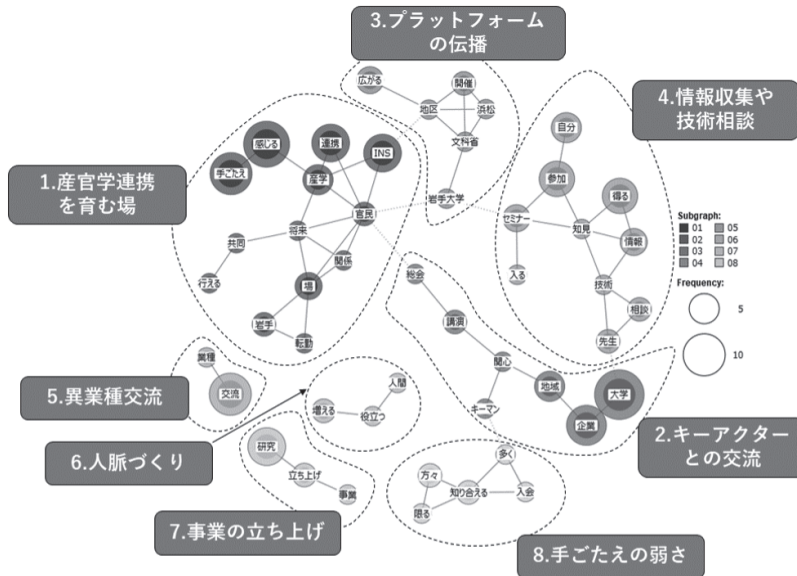 3.プラットフォーム
の伝播
広がる
開催
地区
浜松
文科省
岩手大学
4.情報収集や
技術相談
自分
参加
得る
セミナー
知見
情報
入る
技術
相談
先生
1.産官学連携
を育む場
感じる
連携
INS
手ごたえ
産学
官民
将来
共同
関係
行える
場
岩手
転勤
Subgraph:
01
02
03
04
05
06
07
08
Frequency:
5
10
総会
講演
関心
地域
大学
キーマン
企業
2.キーアクター
との交流
業種
交流
5.異業種交流
人間
増える
役立つ
6.人脈づくり
研究
立ち上げ
事業
7.事業の立ち上げ
多く
方々
知り合える
入会
限る
8.手ごたえの弱さ